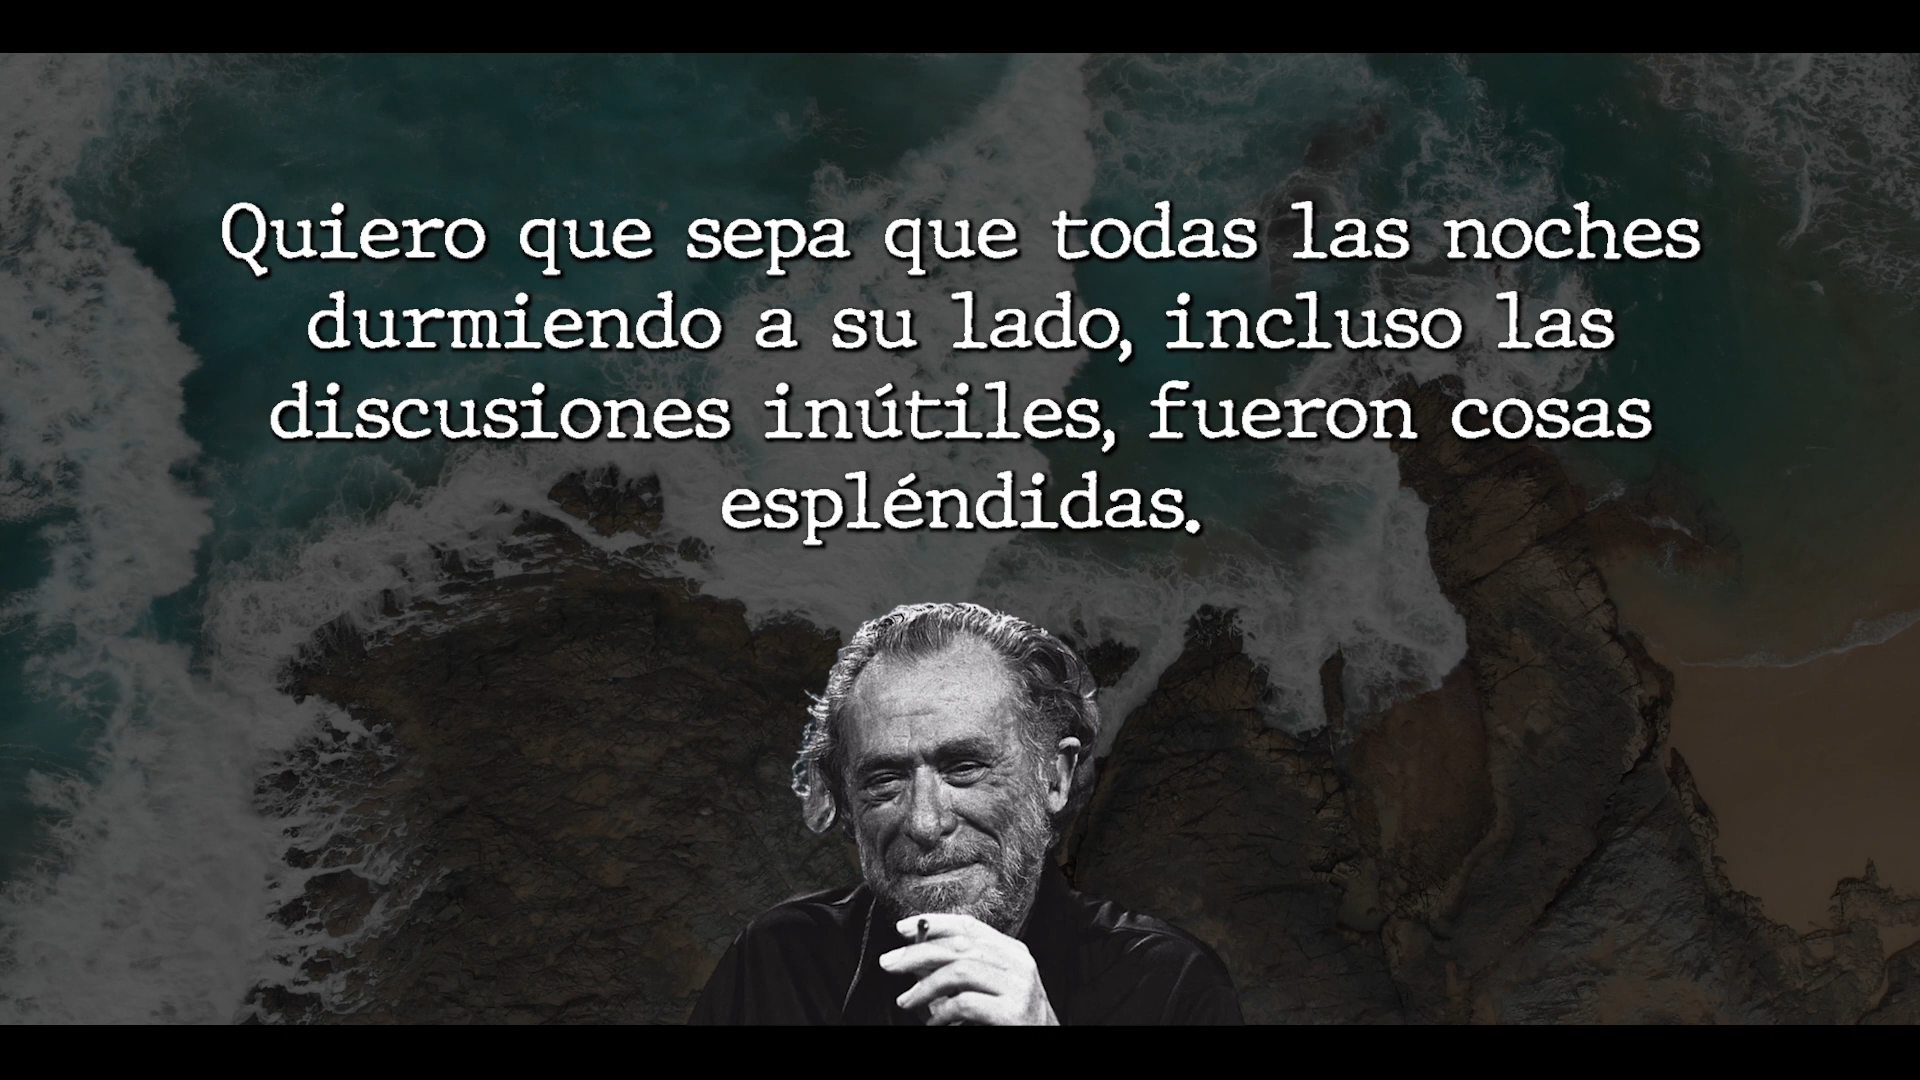 Quiero que sepa que todas las noches
durmiendo a su lado, incluso las
discusiones inútiles, fueron cosas
espléndidas.